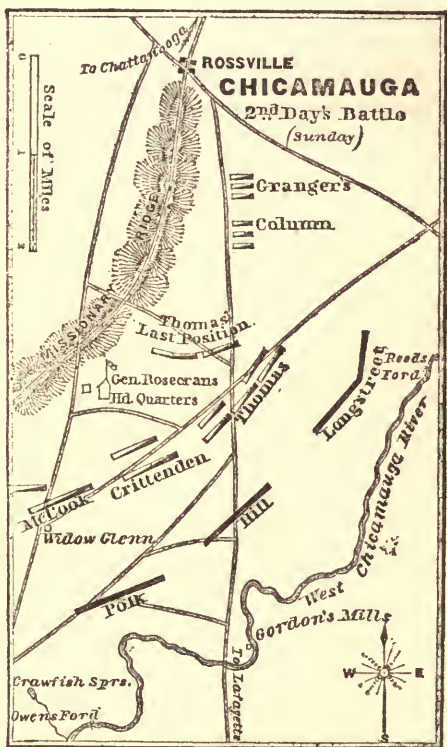 To Chattanooga
ROSSVILLE
CHICAMAUGA
2nd Day's Battle
(Sunday)
Scale of Miles
0
1
2
Granger's
Column
MISSIONARY RIDGE
Thomas'
Last Position
Gen. Rosecrans
Hd. Quarters
Thomas
Longstreet
Reeds
Ford
Crittenden
McCook
Widow Glenn
Hill
Polk
West Chicamauga River
Gordon's Mills
To Lafayette
Crawfish Sprs.
Owens Ford
W
E
S